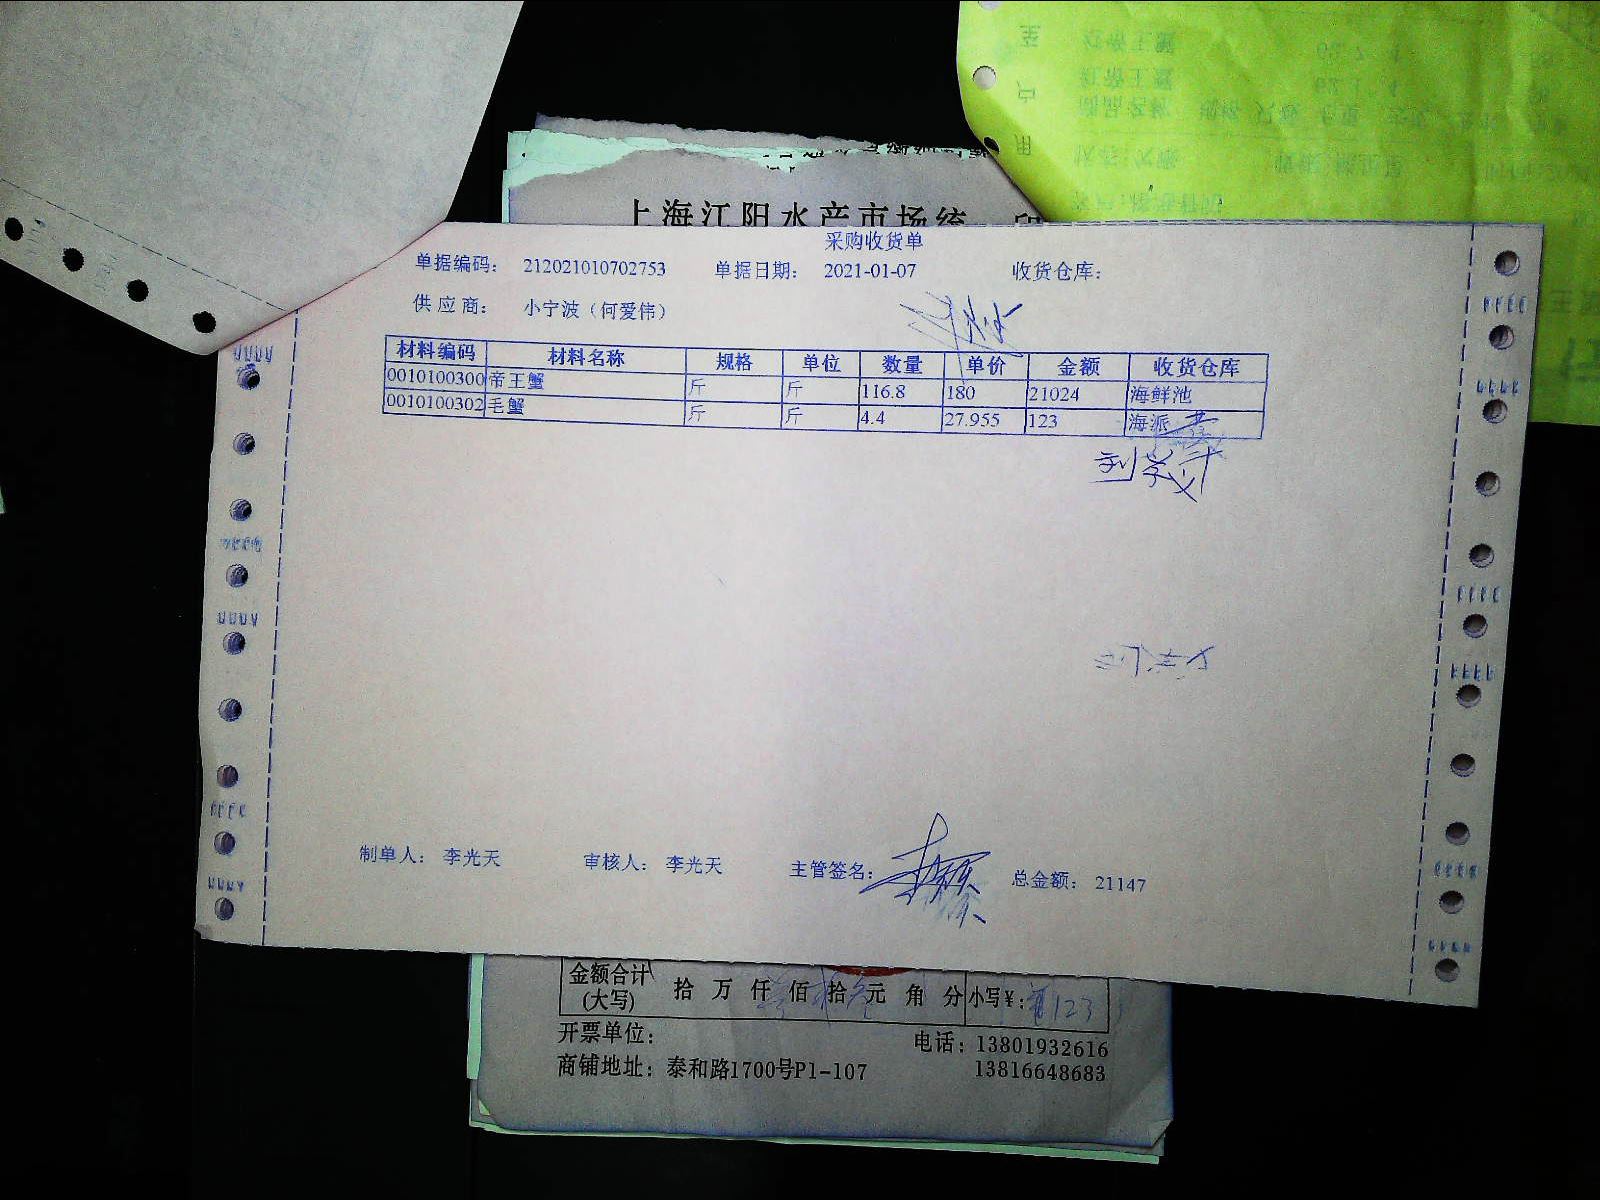 上海江阳水产市场统一
采购收货单
单据编码： 212021010702753 单据日期： 2021-01-07 收货仓库：
供应商： 小宁波（何爱伟）
材料编码 材料名称 规格 单位 数量 单价 金额 收货仓库
0010100300 帝王蟹 斤 斤 116.8 180 21024 海鲜池
0010100302 毛蟹 斤 斤 4.4 27.955 123 海派
制单人： 李光天 审核人： 李光天 主管签名： 总金额： 21147
金额合计(大写) 拾 万 仟 佰 拾 元 角 分 小写¥： 123
开票单位：
电话：13801932616
商铺地址：泰和路1700号P1-107
13816648683